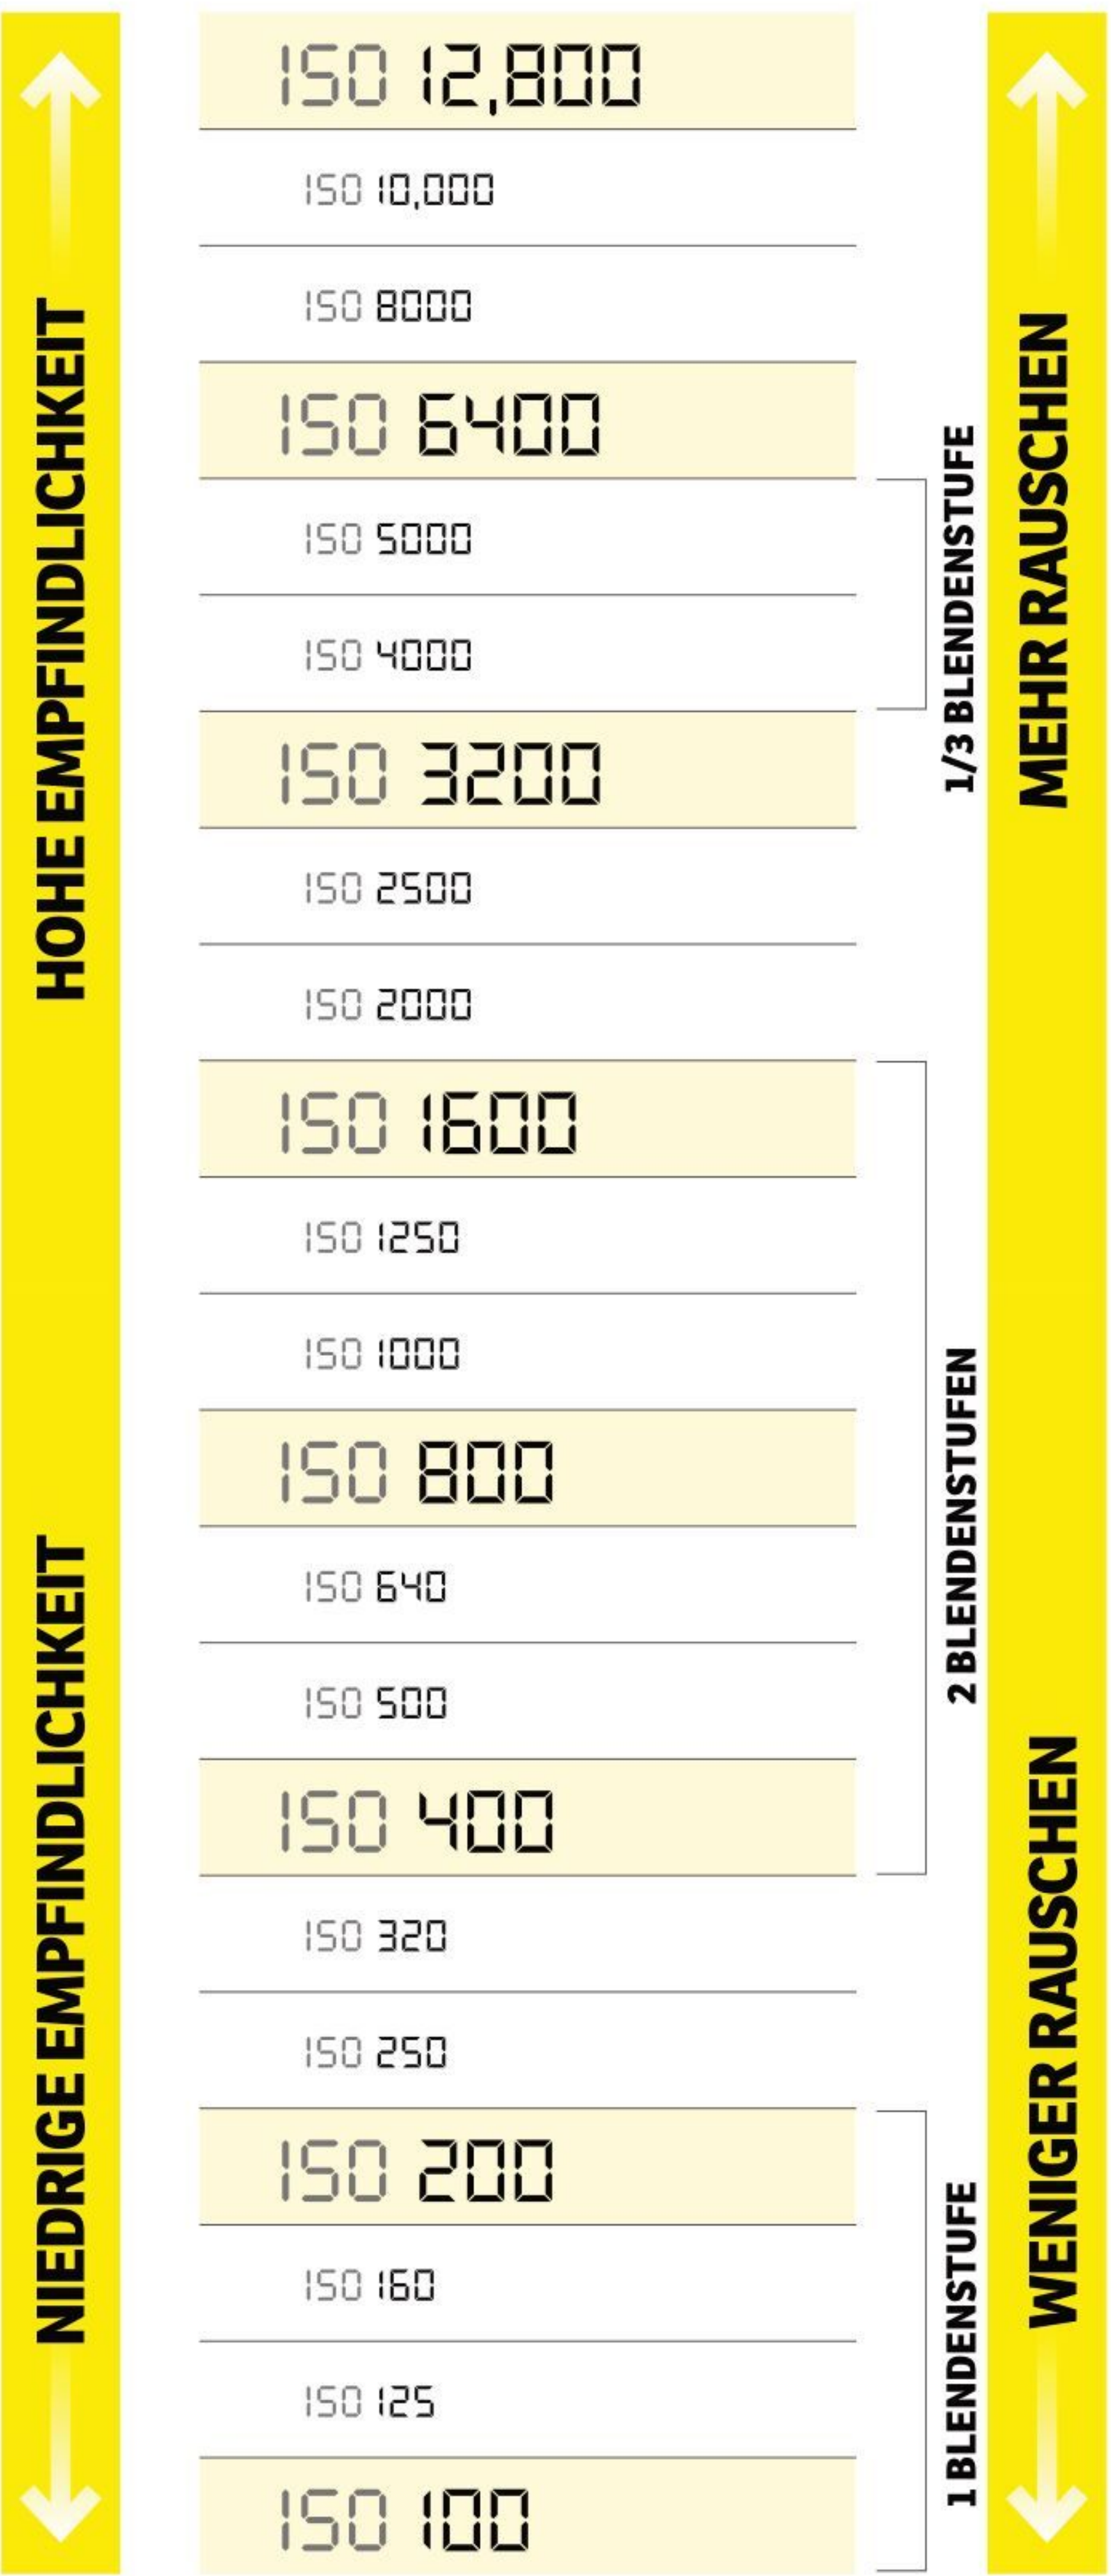 HOHE EMPFINDLICHKEIT
NIEDRIGE EMPFINDLICHKEIT
ISO 12,800
ISO 10,000
ISO 8000
ISO 6400
ISO 5000
ISO 4000
ISO 3200
ISO 2500
ISO 2000
ISO 1600
ISO 1250
ISO 1000
ISO 800
ISO 640
ISO 500
ISO 400
ISO 320
ISO 250
ISO 200
ISO 160
ISO 125
ISO 100
1/3 BLENDENSTUFE
2 BLENDENSTUFEN
1 BLENDENSTUFE
MEHR RAUSCHEN
WENIGER RAUSCHEN